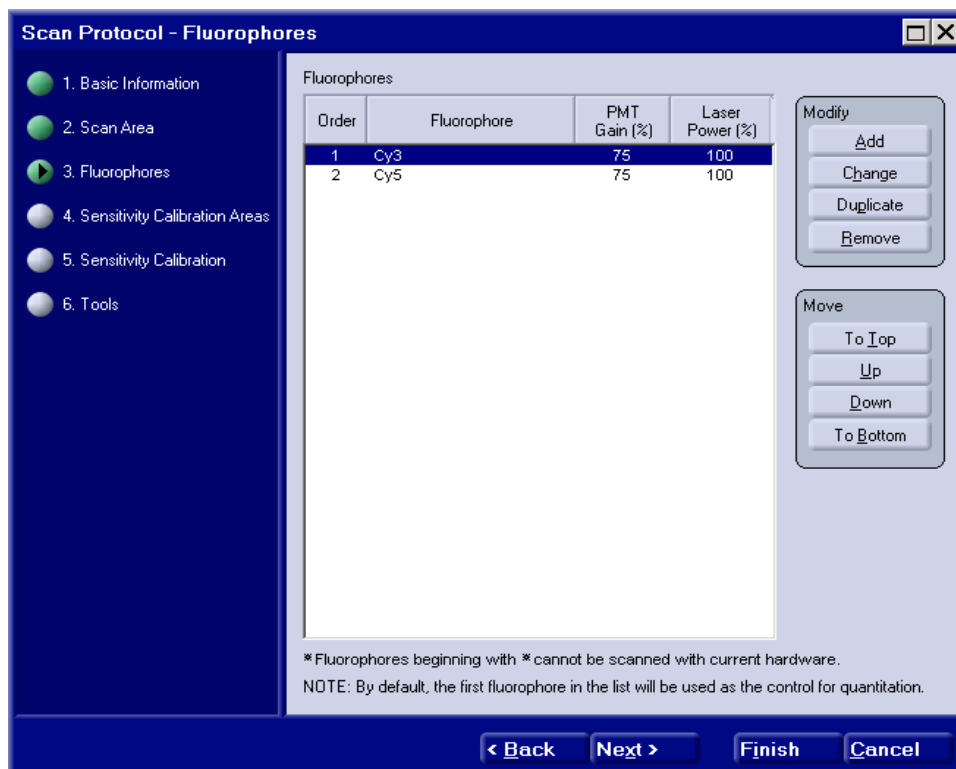 Scan Protocol - Fluorophores
1. Basic Information
2. Scan Area
3. Fluorophores
4. Sensitivity Calibration Areas
5. Sensitivity Calibration
6. Tools
Fluorophores
Order Fluorophore PMT Gain (%) Laser Power (%)
1 Cy3 75 100
2 Cy5 75 100
Modify
Add
Change
Duplicate
Remove
Move
To Top
Up
Down
To Bottom
* Fluorophores beginning with * cannot be scanned with current hardware.
NOTE: By default, the first fluorophore in the list will be used as the control for quantitation.
< Back Next > Finish Cancel